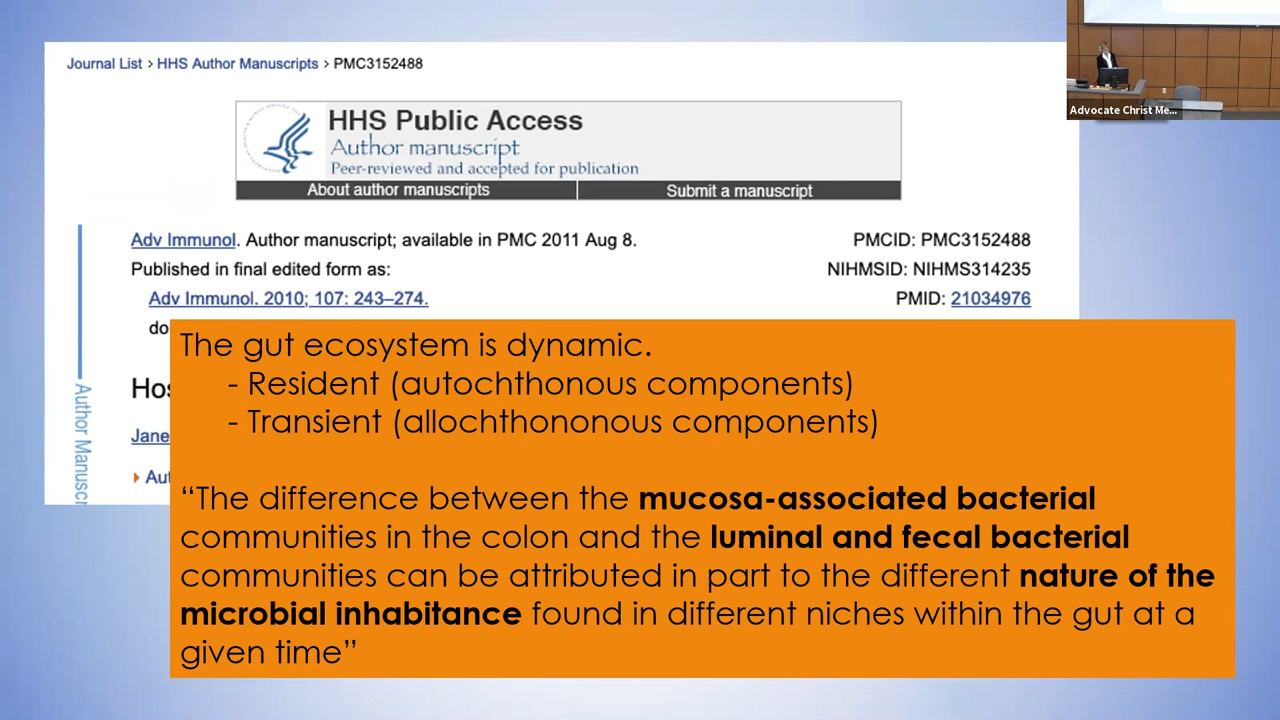 Journal List > HHS Author Manuscripts > PMC3152488
Advocate Christ Me...
HHS Public Access
Author manuscript
Peer-reviewed and accepted for publication
About author manuscripts
Submit a manuscript
Adv Immunol. Author manuscript; available in PMC 2011 Aug 8.
PMCID: PMC3152488
Published in final edited form as:
NIHMSID: NIHMS314235
Adv Immunol. 2010; 107: 243–274.
PMID: 21034976
do
Hos
Jane
Aut
Author Manuscr
The gut ecosystem is dynamic.
- Resident (autochthonous components)
- Transient (allochthononous components)
“The difference between the mucosa-associated bacterial
communities in the colon and the luminal and fecal bacterial
communities can be attributed in part to the different nature of the
microbial inhabitance found in different niches within the gut at a
given time”